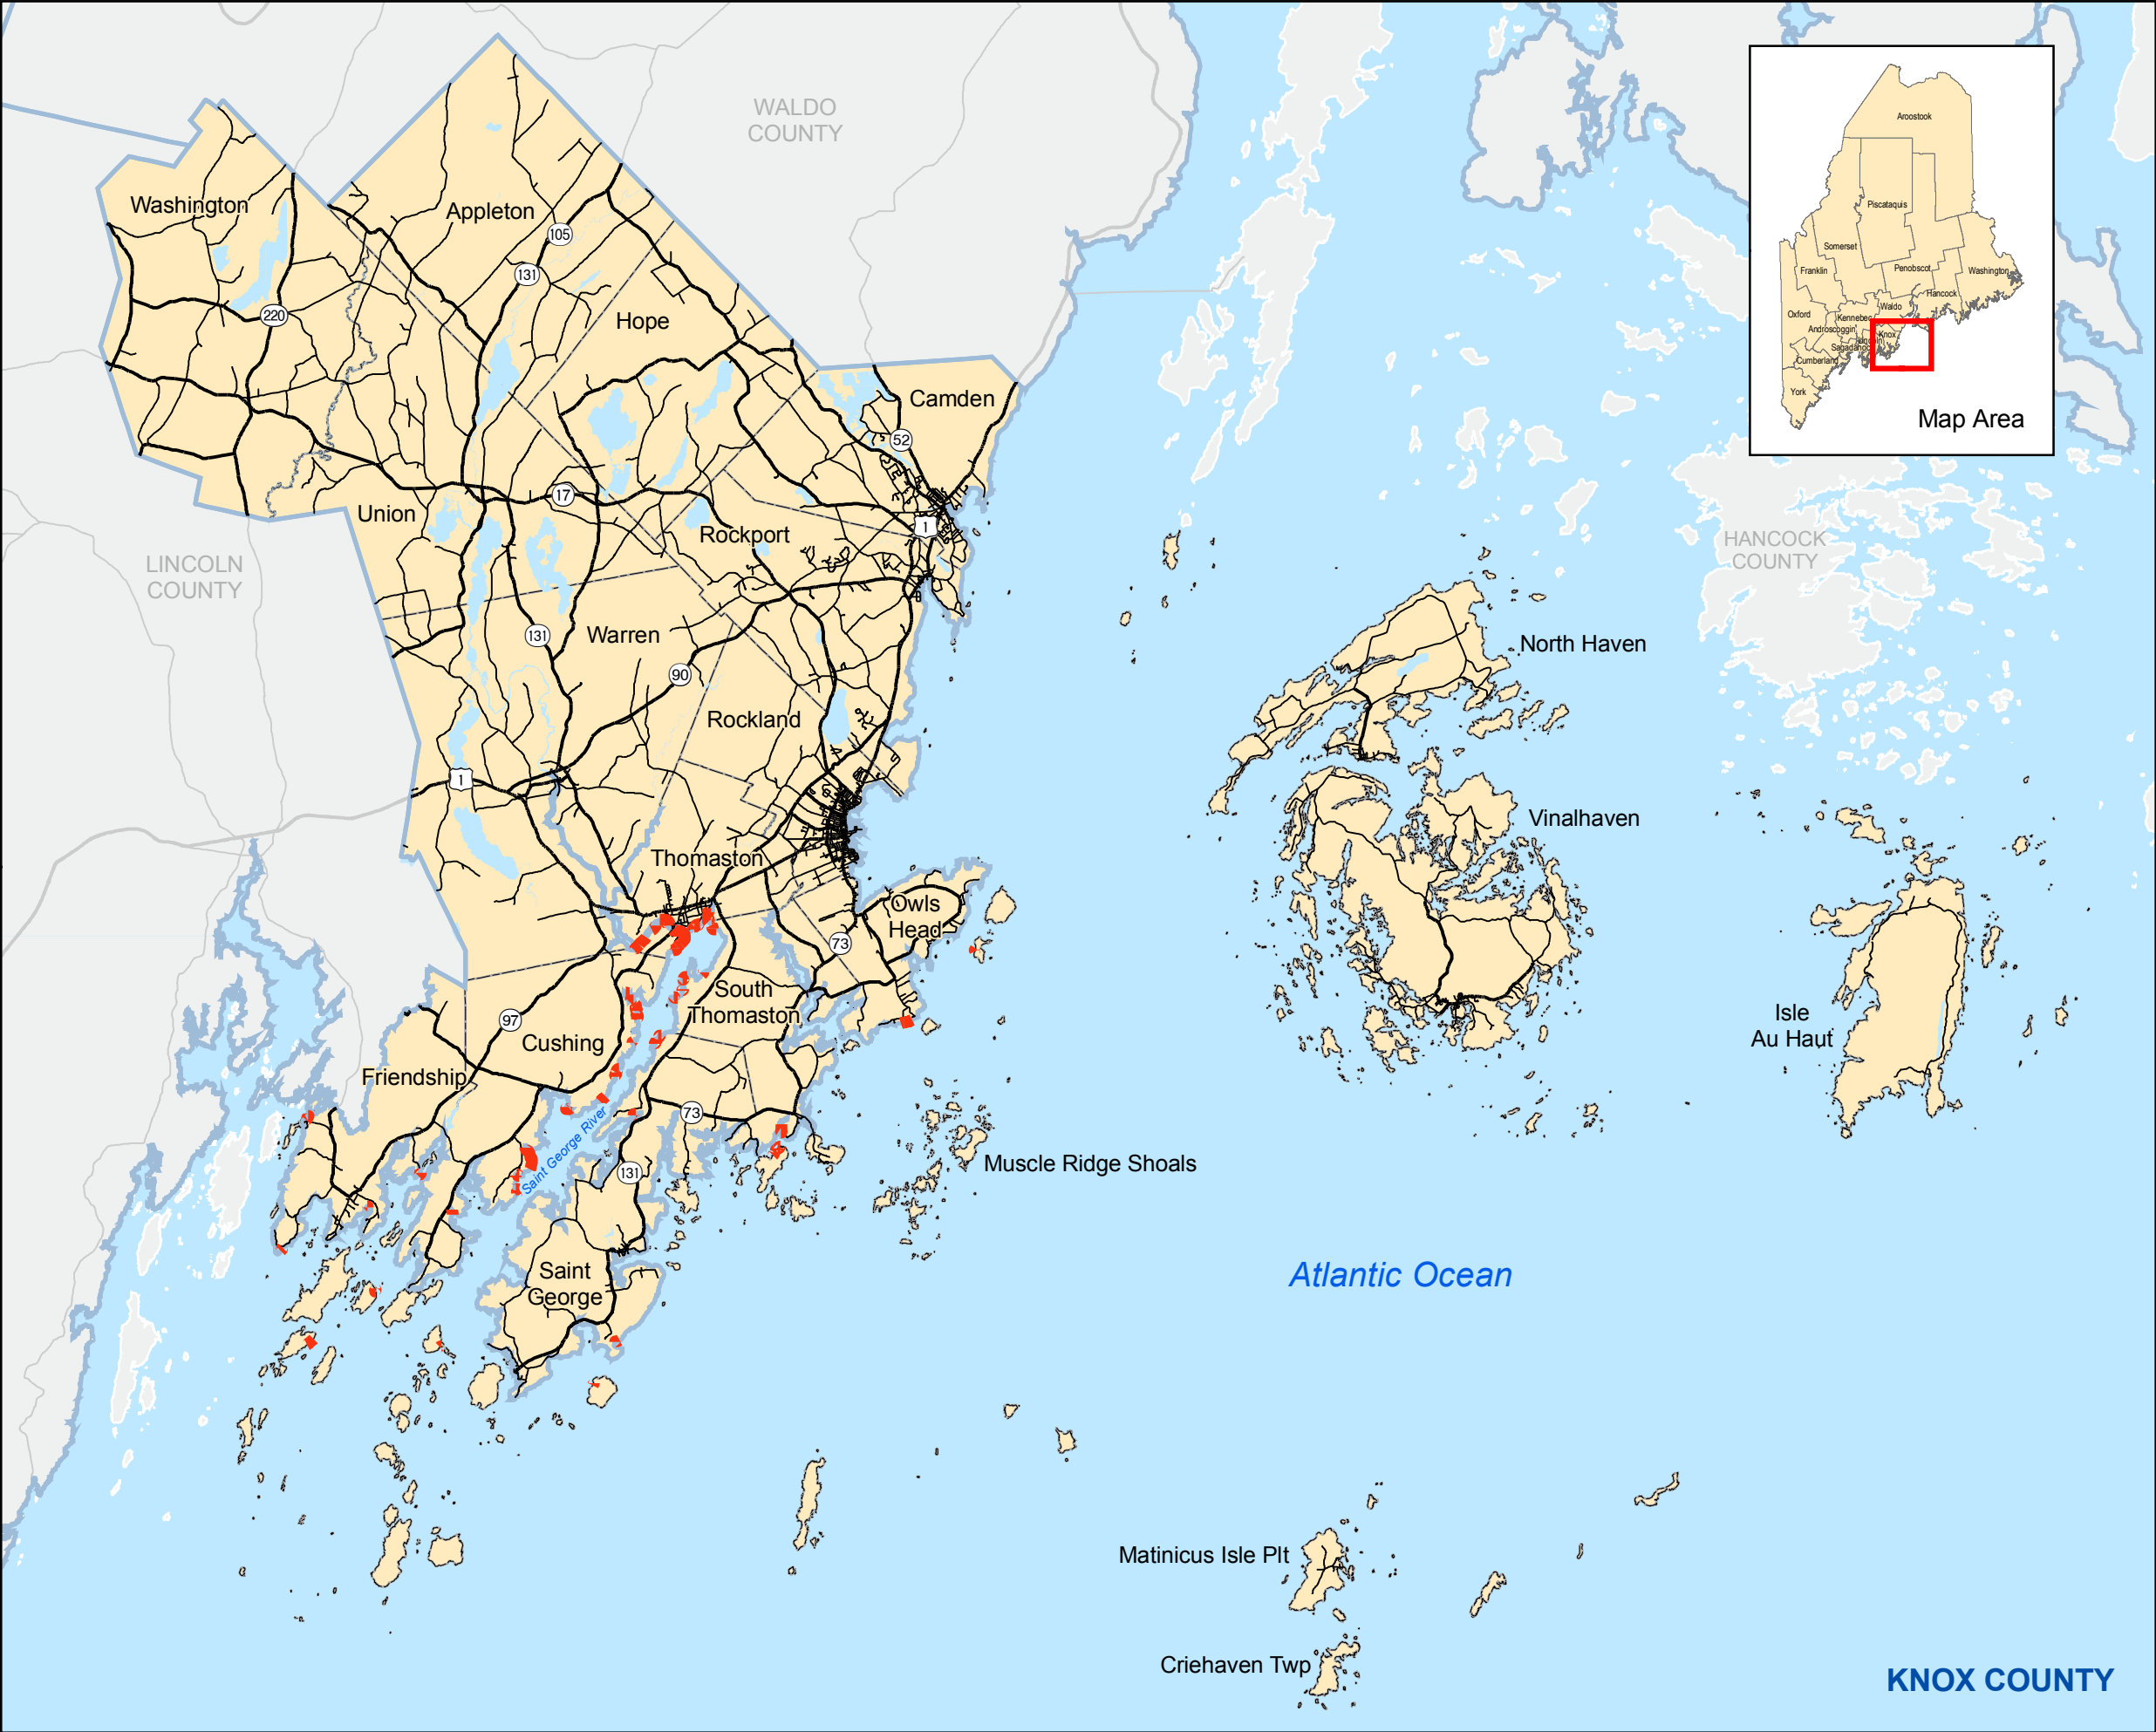 WALDO
COUNTY
Washington
Appleton
105
131
220
Hope
Camden
52
17
Union
1
Rockport
LINCOLN
COUNTY
131
Warren
90
Rockland
1
Thomaston
Owls
Head
73
South
Thomaston
97
Cushing
Friendship
73
Saint George River
131
Saint
George
Muscle Ridge Shoals
North Haven
Vinalhaven
HANCOCK
COUNTY
Isle
Au Haut
Atlantic Ocean
Matinicus Isle Plt
Criehaven Twp
KNOX COUNTY
Aroostook
Piscataquis
Somerset
Franklin
Penobscot
Washington
Hancock
Waldo
Oxford
Kennebec
Androscoggin
Knox
Sagadahoc
Cumberland
York
Map Area